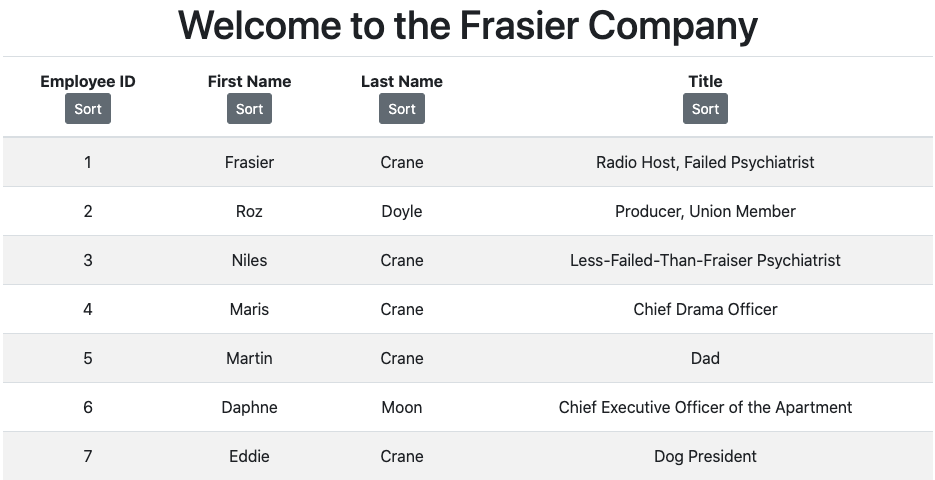 Welcome to the Frasier Company
Employee ID First Name Last Name Title
Sort Sort Sort Sort
1 Frasier Crane Radio Host, Failed Psychiatrist
2 Roz Doyle Producer, Union Member
3 Niles Crane Less-Failed-Than-Fraiser Psychiatrist
4 Maris Crane Chief Drama Officer
5 Martin Crane Dad
6 Daphne Moon Chief Executive Officer of the Apartment
7 Eddie Crane Dog President